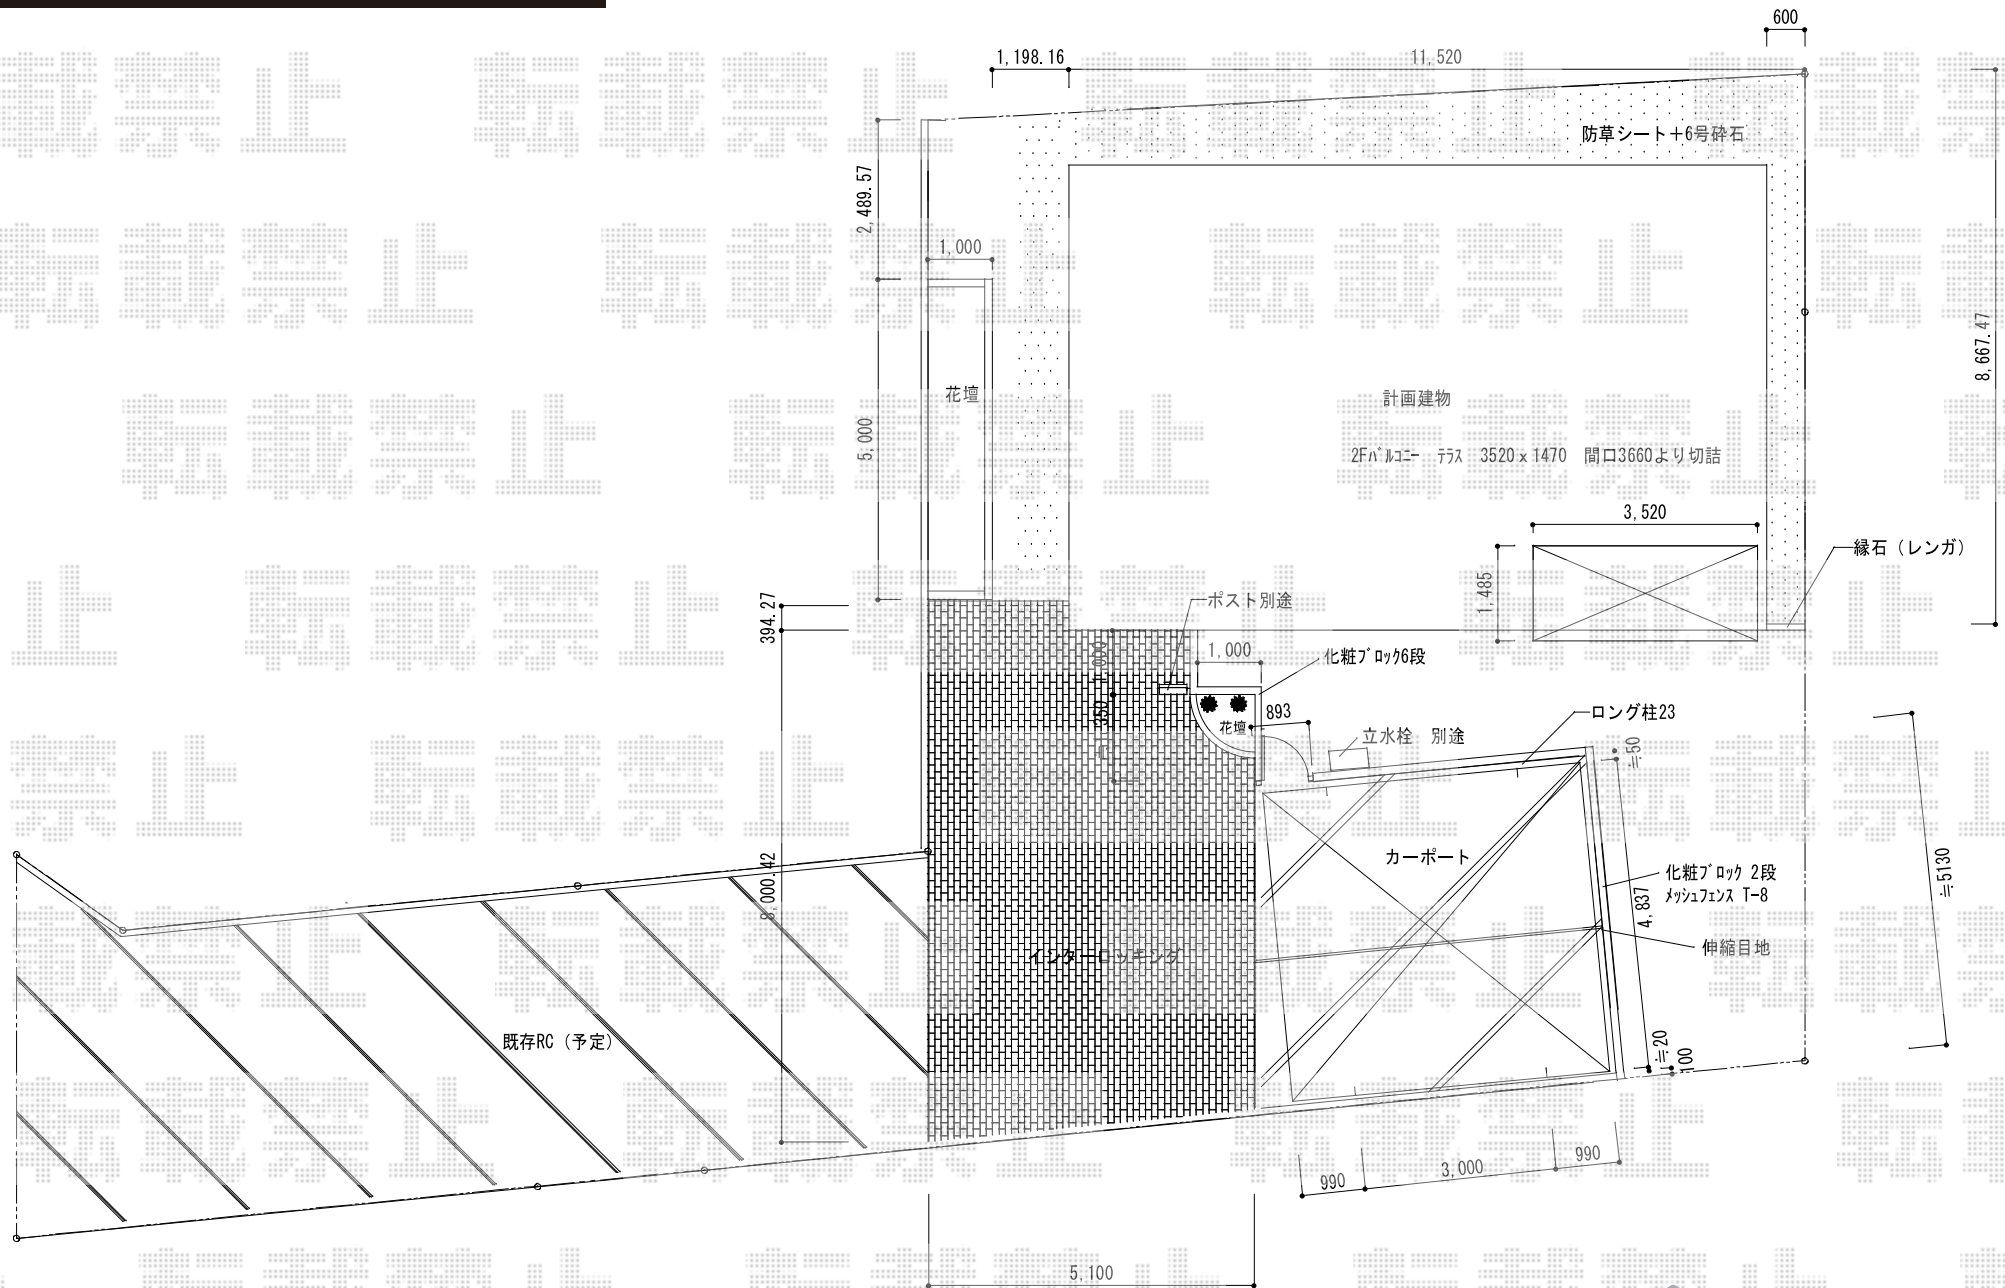 600
1,198.16
11,520
防草シート＋6号砕石
2,489.57
1,000
8,667.47
花壇
計画建物
5,000
2Fﾊﾞﾙｺﾆｰ ﾃﾗｽ 3520 x 1470 間口3660より切詰
3,520
縁石（レンガ）
1,485
394.27
ポスト別途
1,000
1,000
化粧ﾌﾞﾛｯｸ6段
350
893
ロング柱23
花壇
立水栓 別途
≒50
カーポート
化粧ﾌﾞﾛｯｸ 2段
ﾒｯｼｭﾌｪﾝｽ T-8
≒5130
8,000.42
4,837
インターロッキング
伸縮目地
既存RC（予定）
≒20
100
990
3,000
990
5,100
転載禁止